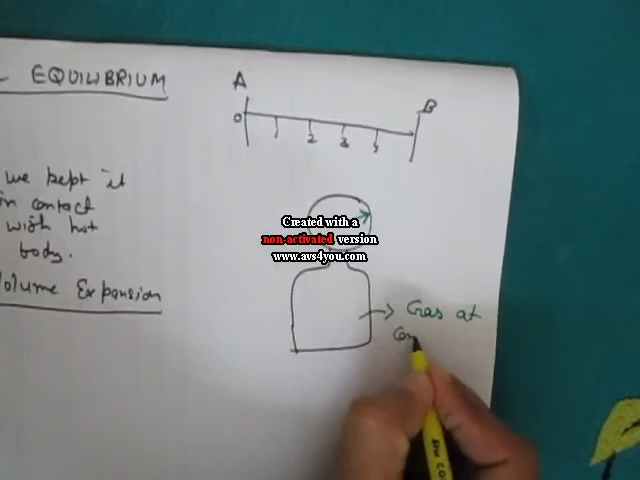 EQUILIBRIUM
we kept it
in contact
with hot
body.
Volume Expansion
A
B
0
1
2
3
4
Created with a
non-activated version
www.avs4you.com
Gas at
con